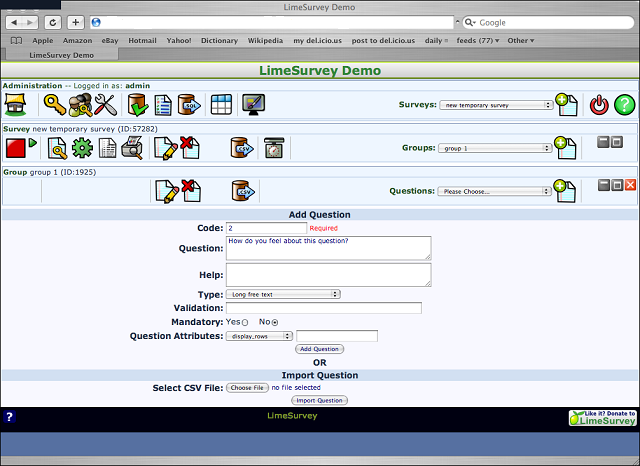 LimeSurvey Demo
Google
Apple Amazon eBay Hotmail Yahoo! Dictionary Wikipedia my del.icio.us post to del.icio.us daily feeds (77) Other
LimeSurvey Demo
LimeSurvey Demo
Administration -- Logged in as: admin
SQL
Surveys: new temporary survey
Survey new temporary survey (ID:57282)
CSV
Groups: group 1
Group group 1 (ID:1925)
CSV
Questions: Please Choose...
Add Question
Code: 2 Required
Question: How do you feel about this question?
Help:
Type: Long free text
Validation:
Mandatory: Yes No
Question Attributes: display_rows
Add Question
OR
Import Question
Select CSV File: Choose File no file selected
Import Question
?
LimeSurvey
Like it? Donate to
LimeSurvey